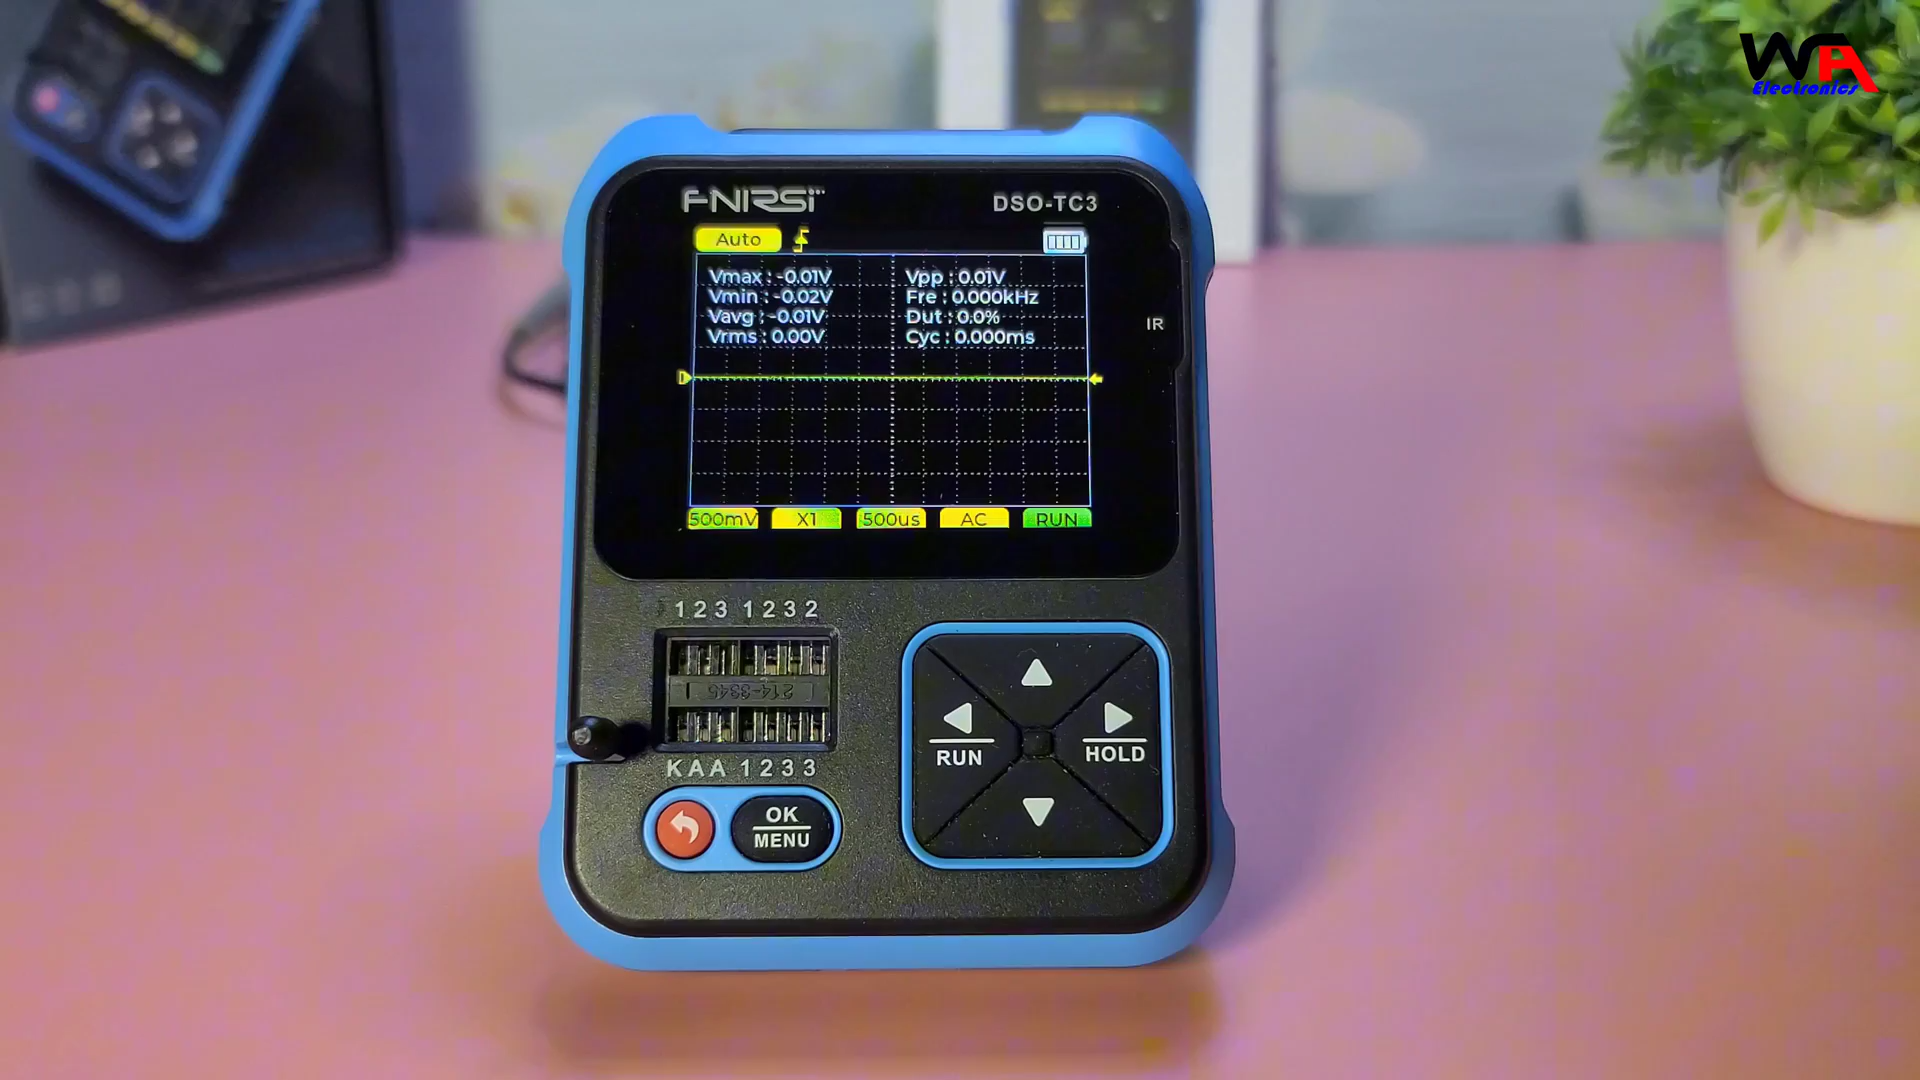 WA
Electronics
FNIRSI
DSO-TC3
Auto
Vmax : -0.01V
Vpp : 0.01V
Vmin : -0.02V
Fre : 0.000kHz
Vavg : -0.01V
Dut : 0.0%
Vrms : 0.00V
Cyc : 0.000ms
IR
500mV
X1
500us
AC
RUN
1 2 3 1 2 3 2
214-3345
K A A 1 2 3 3
RUN
HOLD
OK
MENU